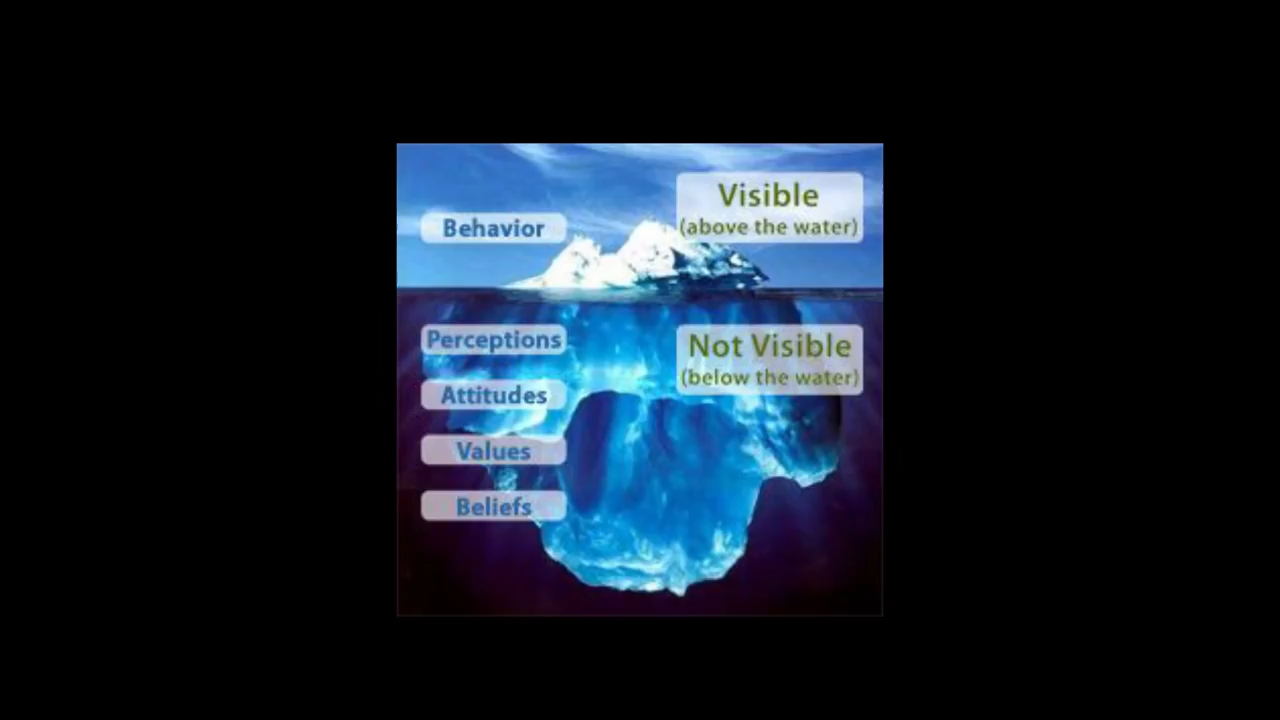 Behavior
Visible
(above the water)
Perceptions
Not Visible
(below the water)
Attitudes
Values
Beliefs